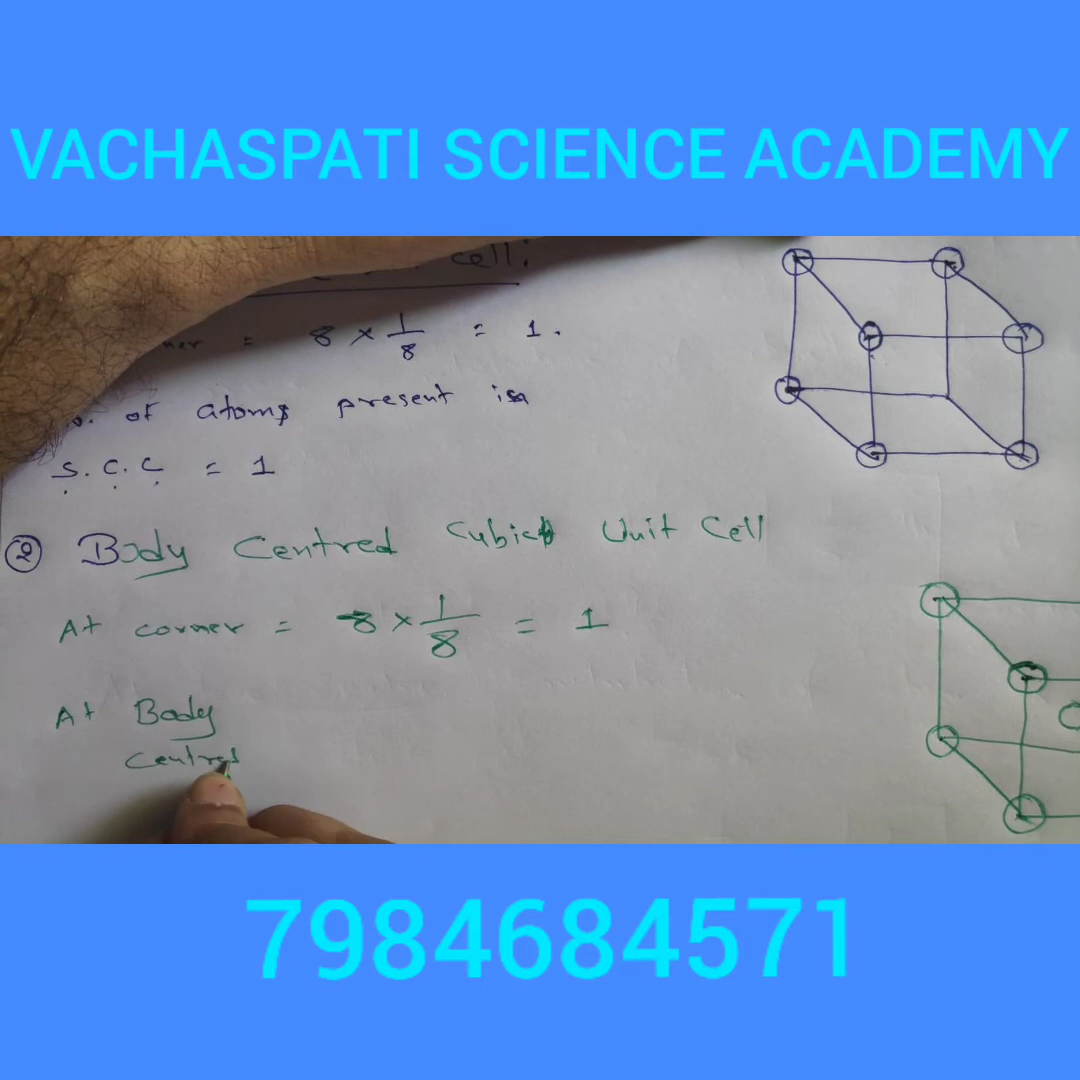 VACHASPATI SCIENCE ACADEMY
cell:
ner = 8 × 1/8 = 1.
o. of atoms present in
S.C.C = 1
② Body Centred Cubic Unit Cell
At corner = 8 × 1/8 = 1
At Body
Centred
7984684571